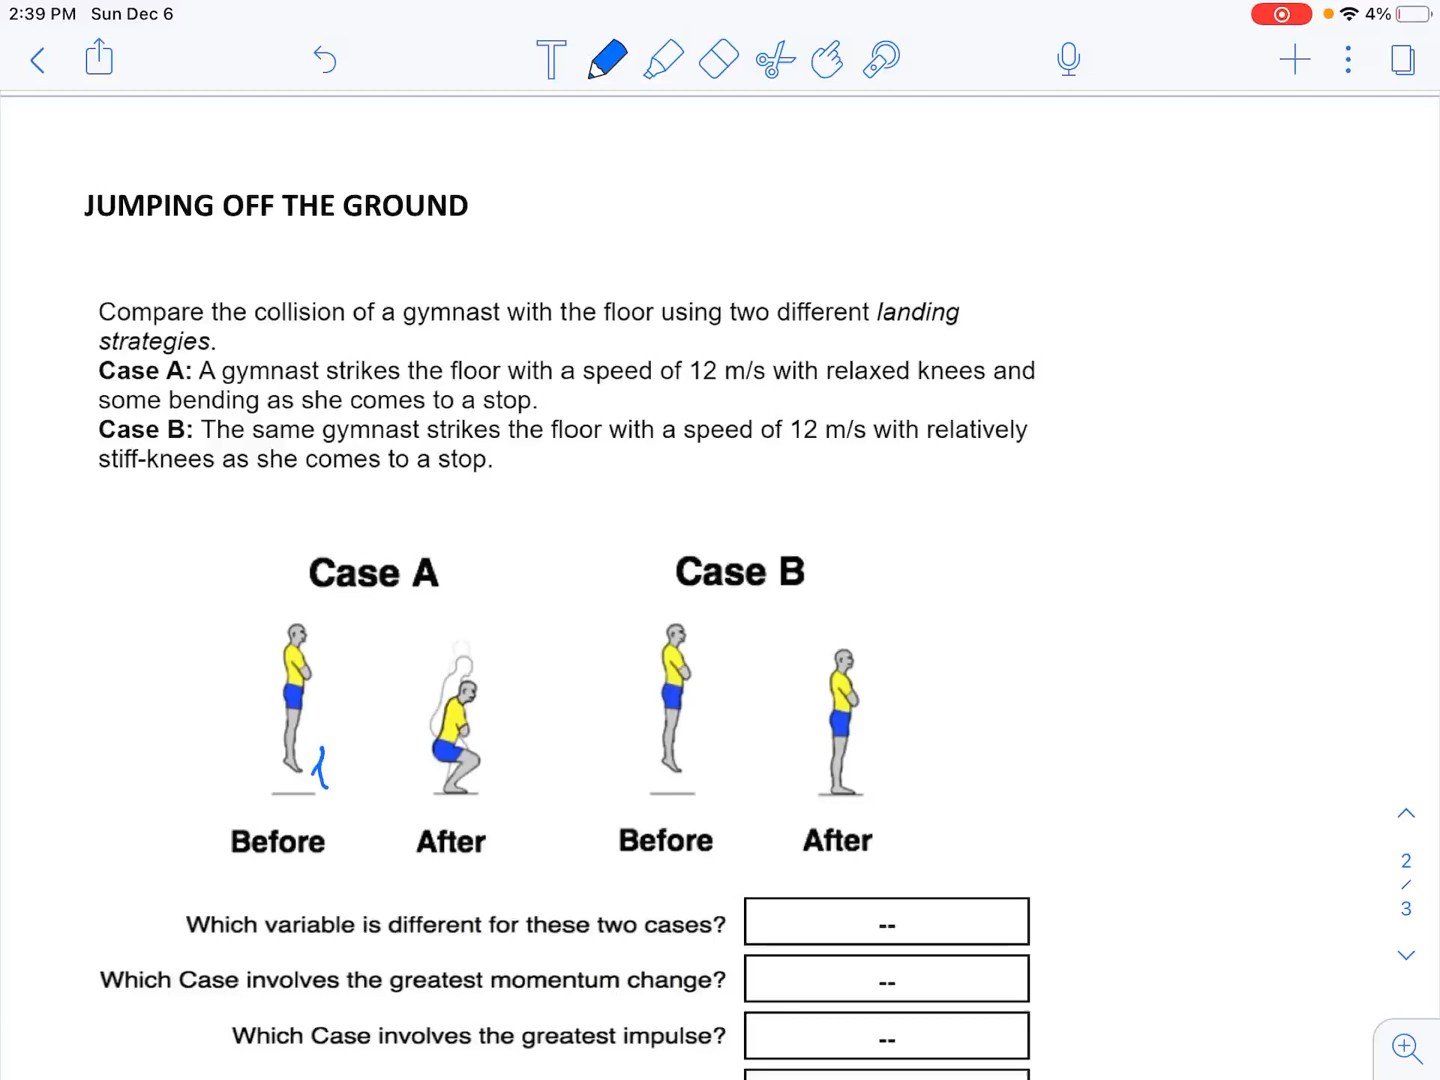 2:39 PM Sun Dec 6
4%
JUMPING OFF THE GROUND
Compare the collision of a gymnast with the floor using two different landing
strategies.
Case A: A gymnast strikes the floor with a speed of 12 m/s with relaxed knees and
some bending as she comes to a stop.
Case B: The same gymnast strikes the floor with a speed of 12 m/s with relatively
stiff-knees as she comes to a stop.
Case A
Case B
Before
After
Before
After
Which variable is different for these two cases?
--
Which Case involves the greatest momentum change?
--
Which Case involves the greatest impulse?
--
2
/
3